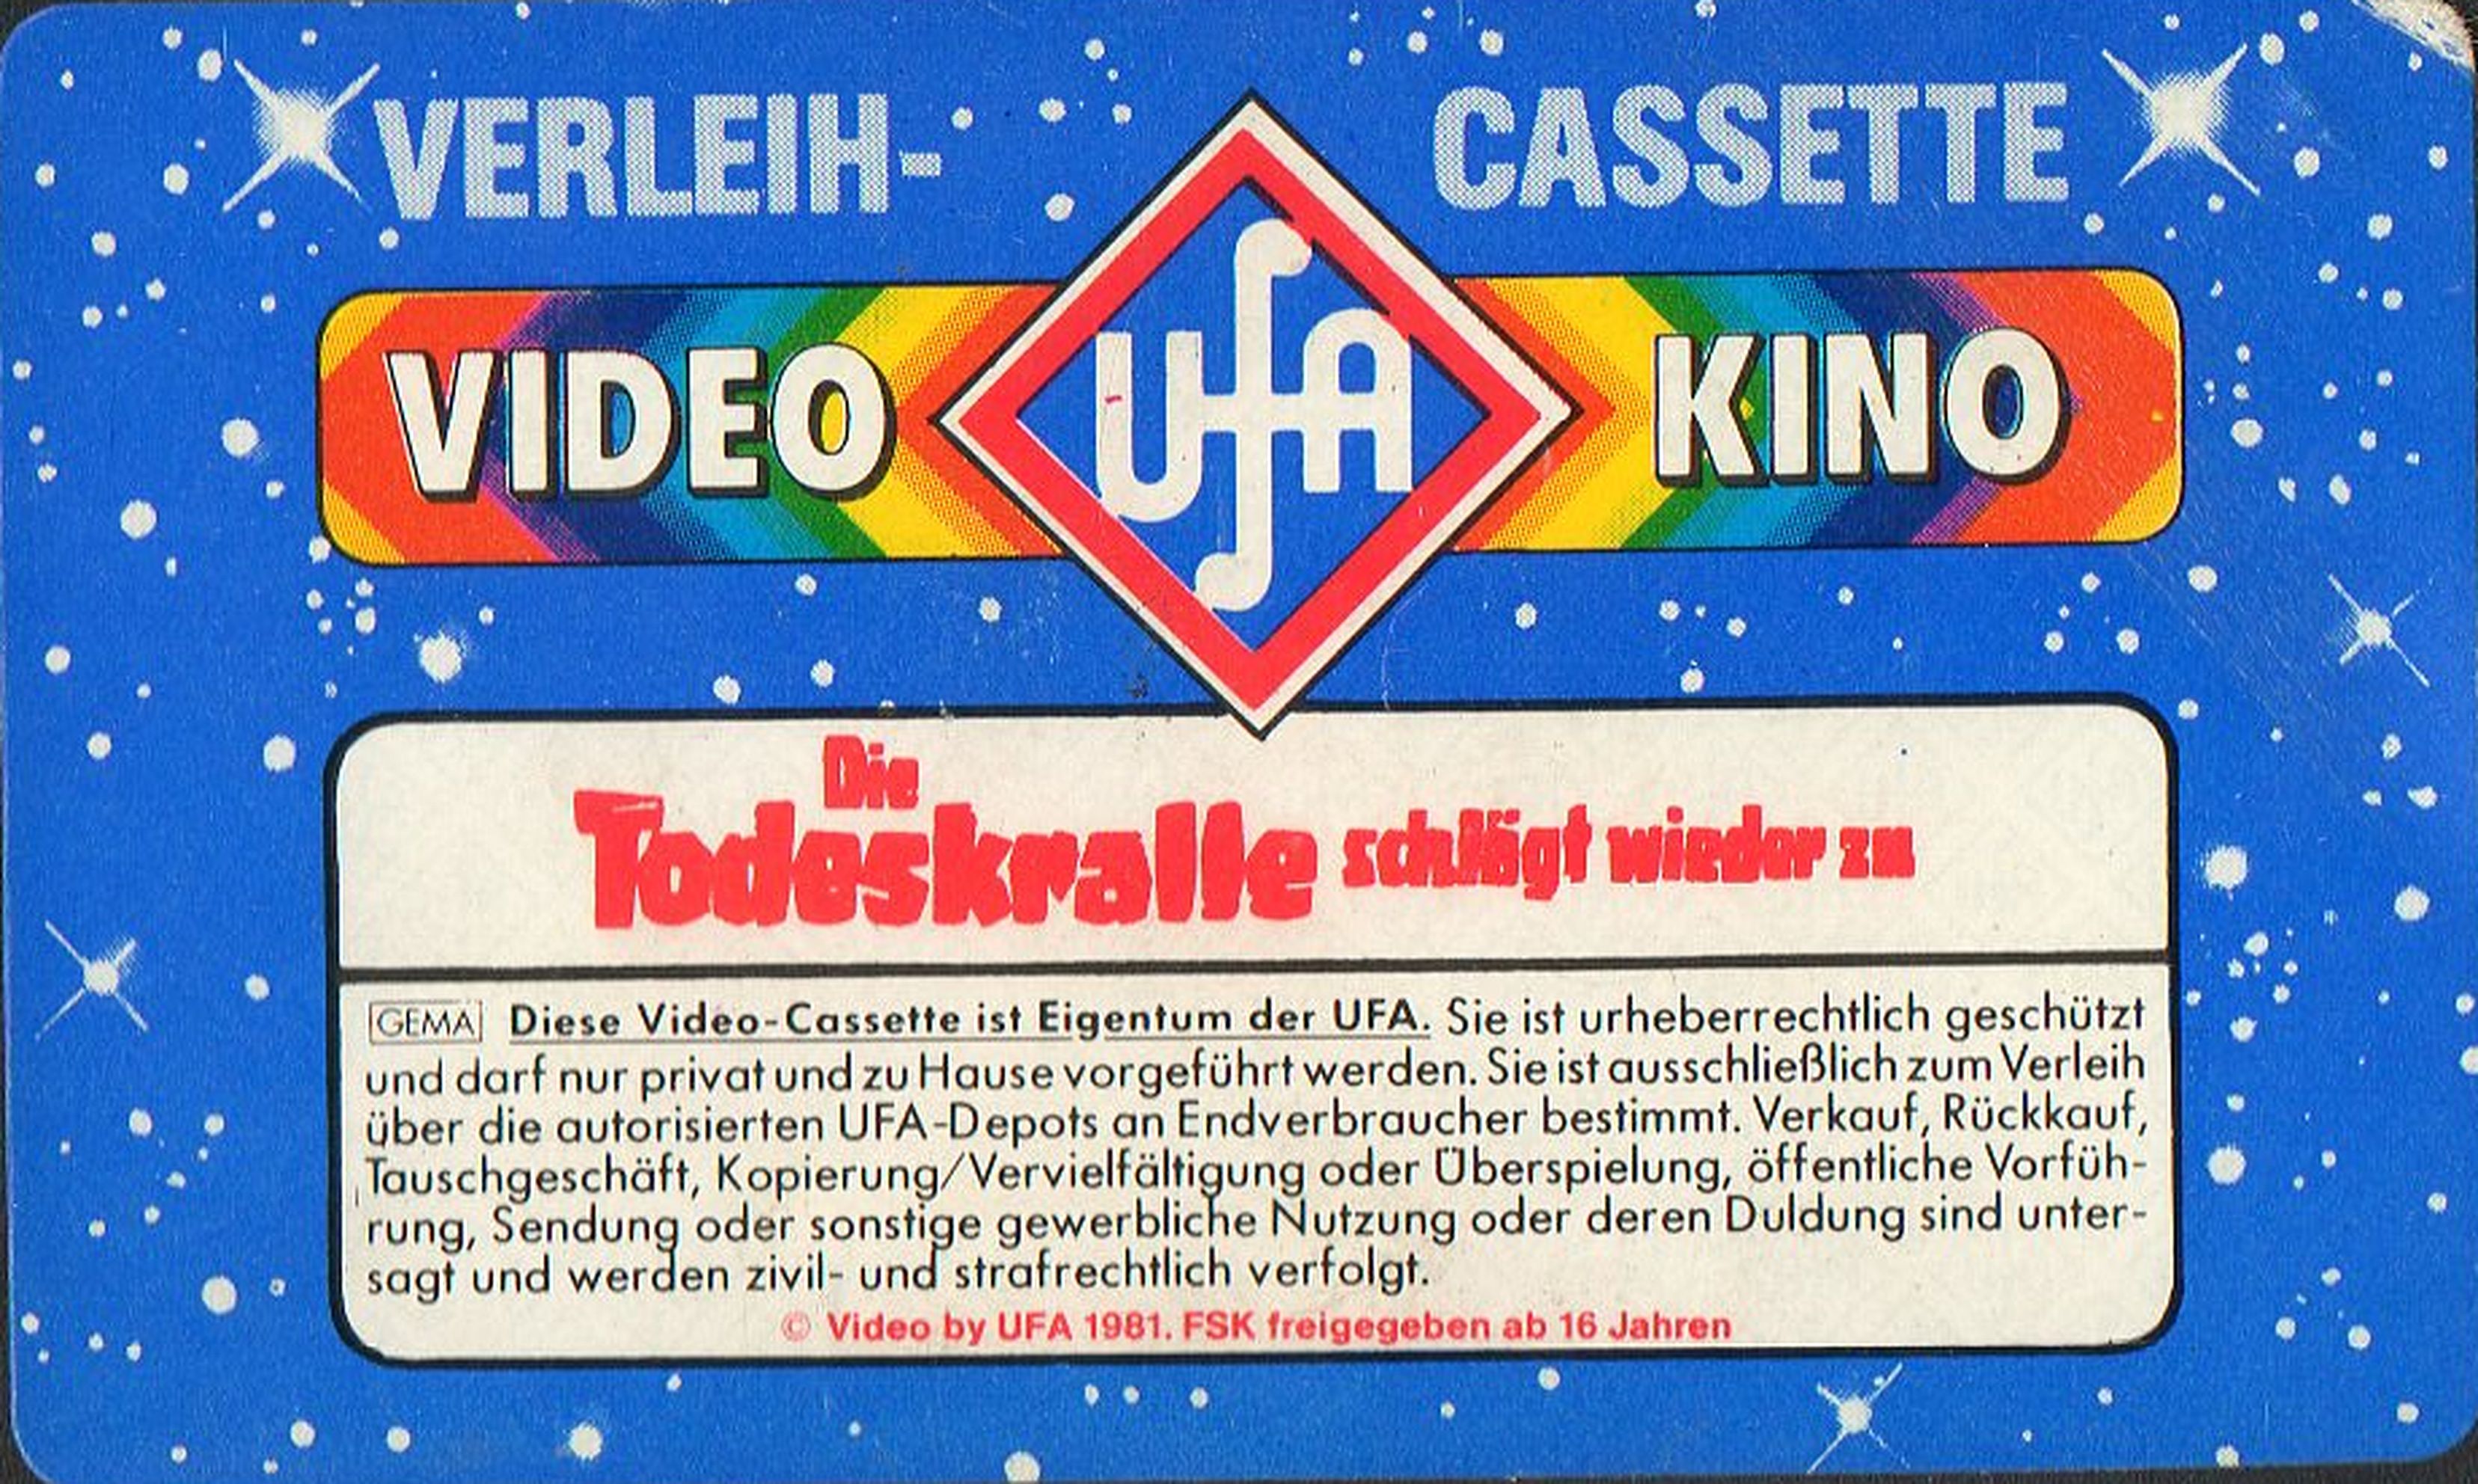 VERLEIH- CASSETTE
VIDEO UFA KINO
Die
Todeskralle schlägt wieder zu
GEMA Diese Video-Cassette ist Eigentum der UFA. Sie ist urheberrechtlich geschützt
und darf nur privat und zu Hause vorgeführt werden. Sie ist ausschließlich zum Verleih
über die autorisierten UFA-Depots an Endverbraucher bestimmt. Verkauf, Rückkauf,
Tauschgeschäft, Kopierung/Vervielfältigung oder Überspielung, öffentliche Vorfüh-
rung, Sendung oder sonstige gewerbliche Nutzung oder deren Duldung sind unter-
sagt und werden zivil- und strafrechtlich verfolgt.
© Video by UFA 1981. FSK freigegeben ab 16 Jahren